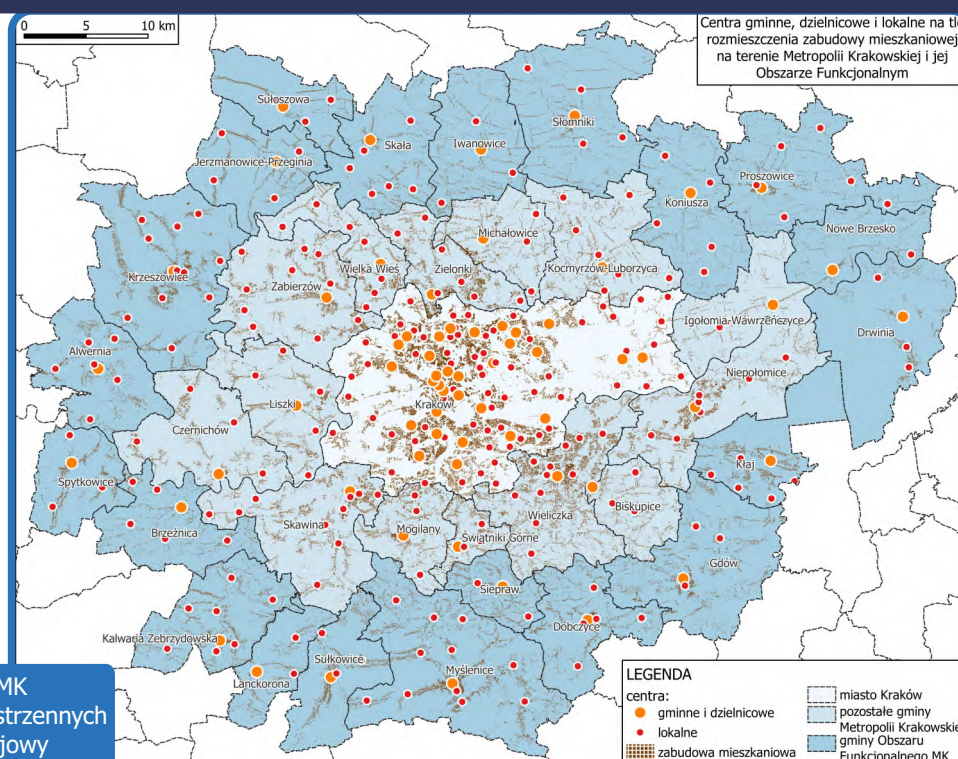 0 5 10 km
Centra gminne, dzielnicowe i lokalne na tle
rozmieszczenia zabudowy mieszkaniowej
na terenie Metropolii Krakowskiej i jej
Obszarze Funkcjonalnym
Sułoszowa
Skała
Iwanowice
Słomniki
Jerzmanowice-Przeginia
Proszowice
Koniusza
Nowe Brzesko
Michałowice
Krzeszowice
Wielka Wieś
Zielonki
Kocmyrzów-Luborzyca
Zabierzów
Igołomia-Wawrzeńczyce
Drwinia
Alwernia
Niepołomice
Liszki
Kraków
Czernichów
Kłaj
Spytkowice
Biskupice
Wieliczka
Skawina
Mogilany
Brzeźnica
Świątniki Górne
Gdów
Siepraw
Dobczyce
Kalwaria Zebrzydowska
Sułkowice
Myślenice
Lanckorona
MK
strzennych
jowy
LEGENDA
centra:
gminne i dzielnicowe
lokalne
zabudowa mieszkaniowa
miasto Kraków
pozostałe gminy
Metropolii Krakowskie
gminy Obszaru
Funkcjonalnego MK